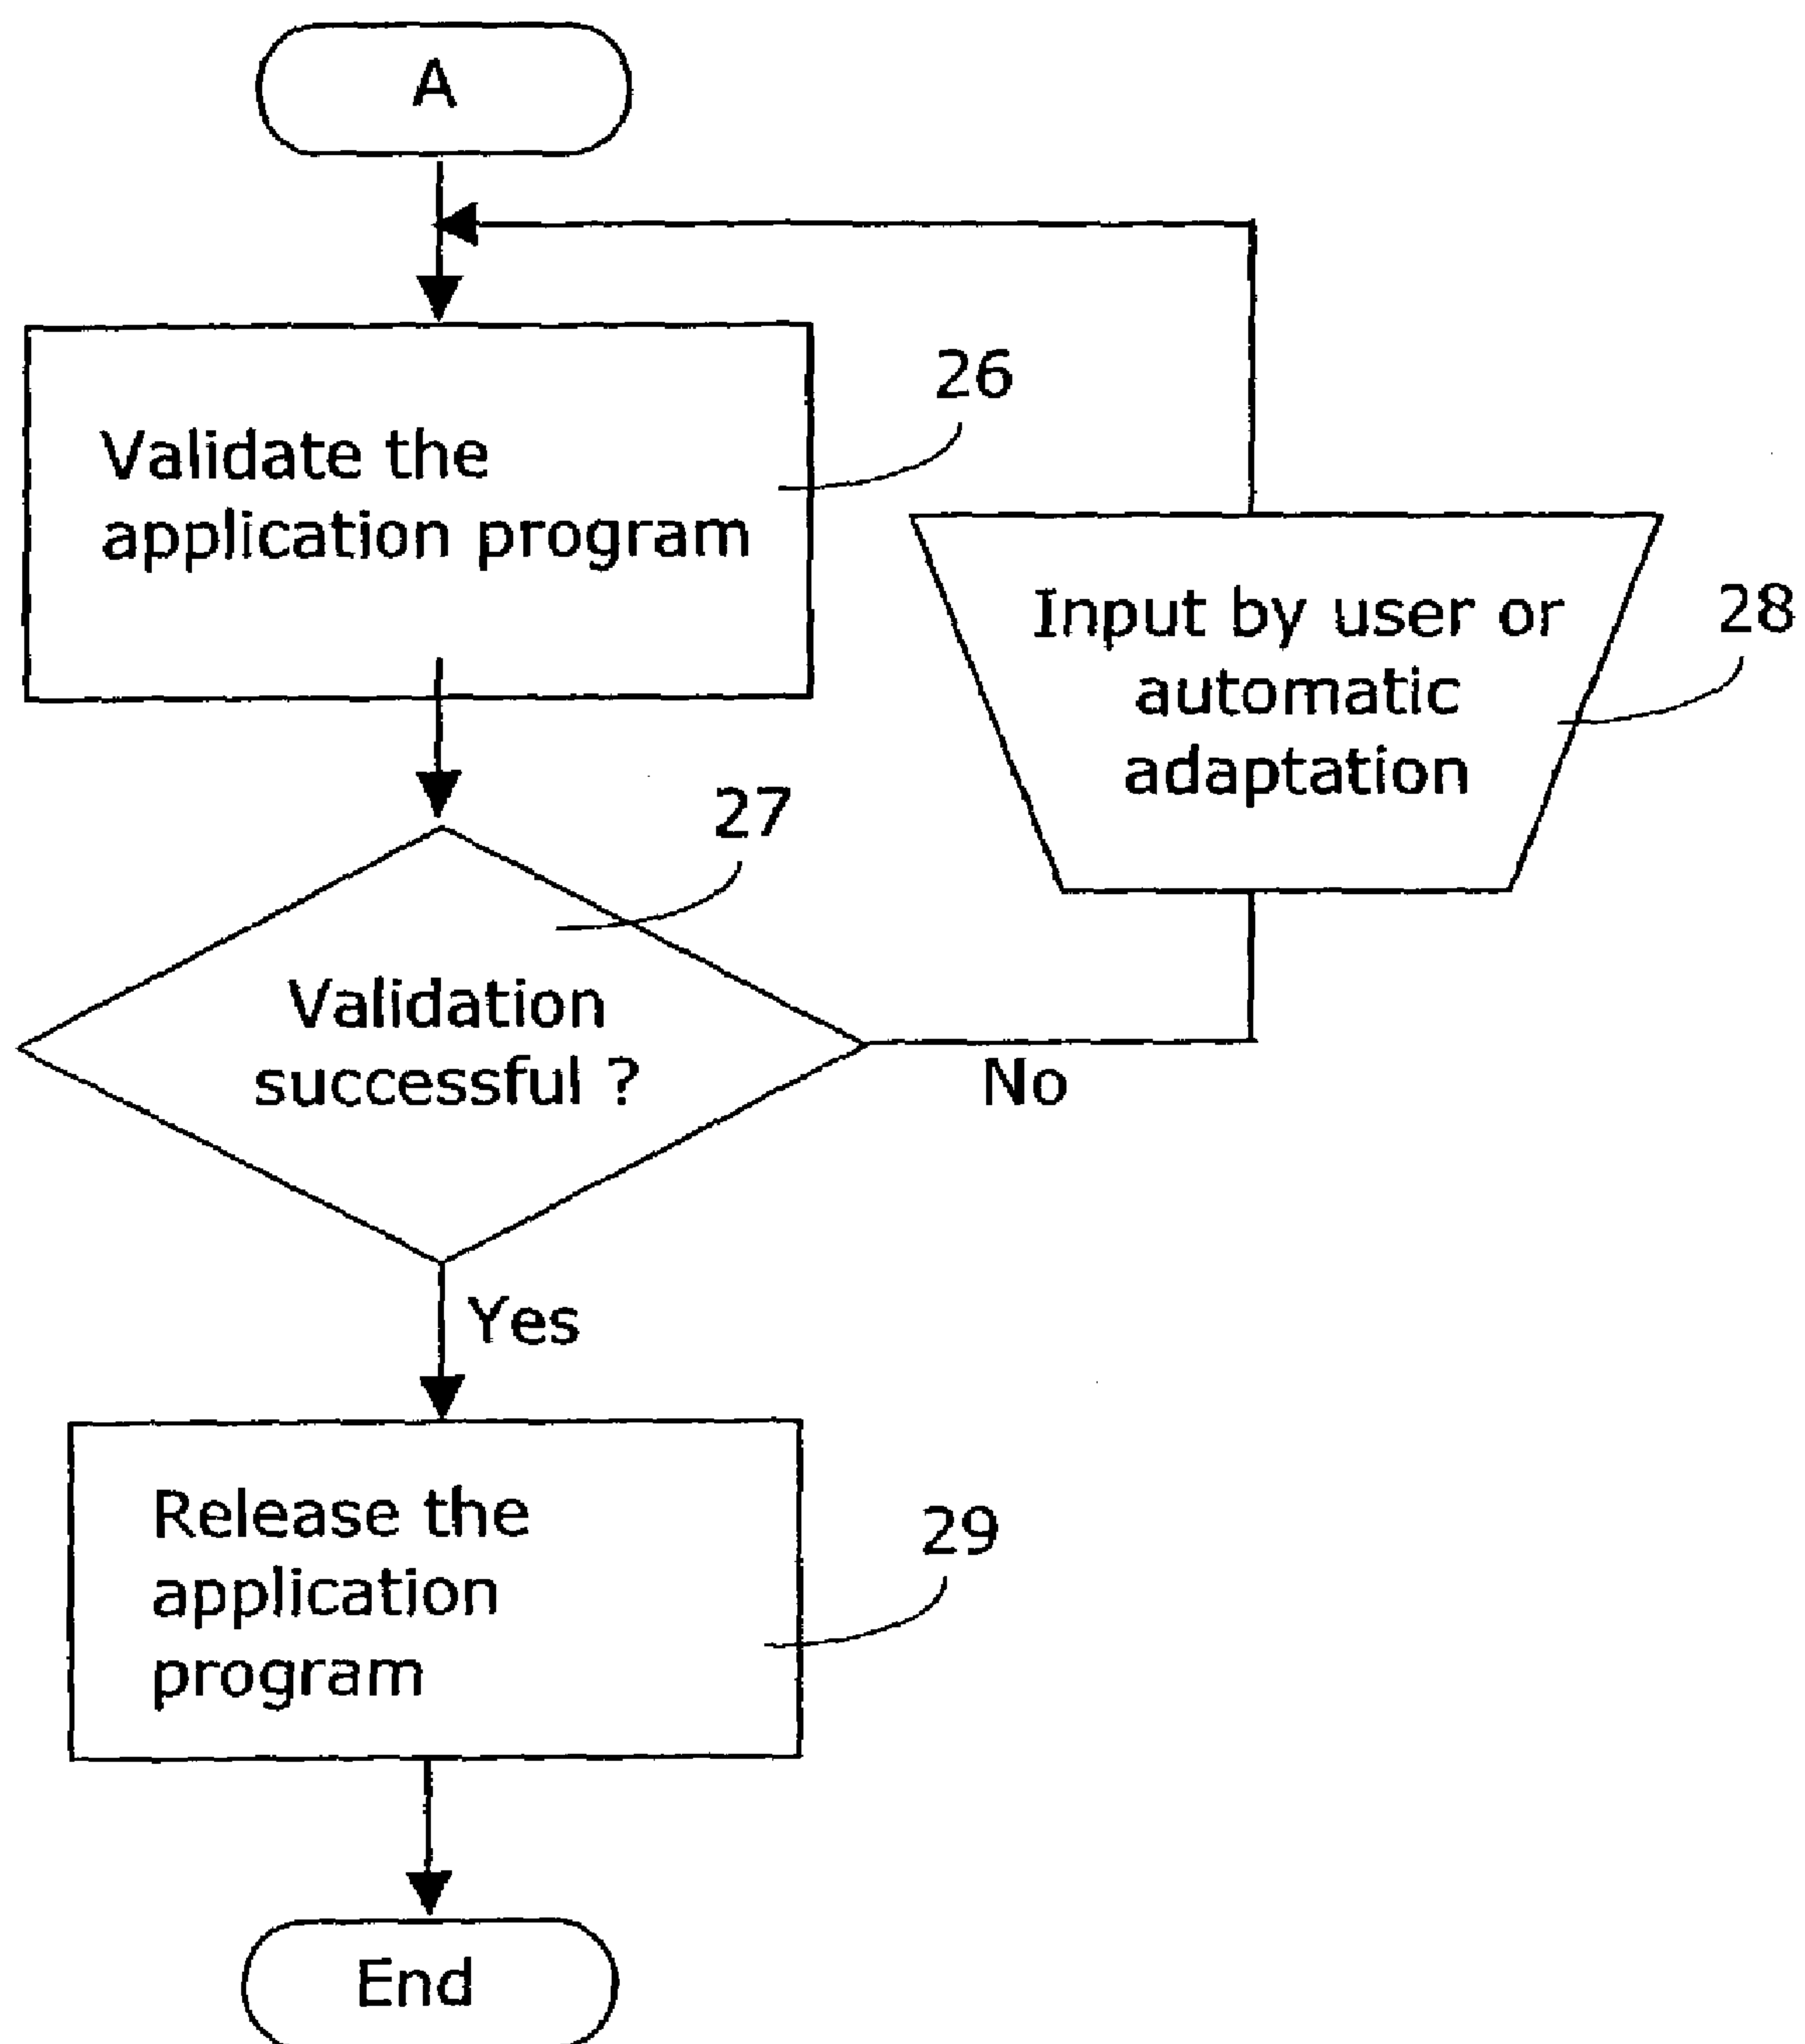 A
Validate the
application program
26
Input by user or
automatic
adaptation
28
27
Validation
successful ?
No
Yes
Release the
application
program
29
End